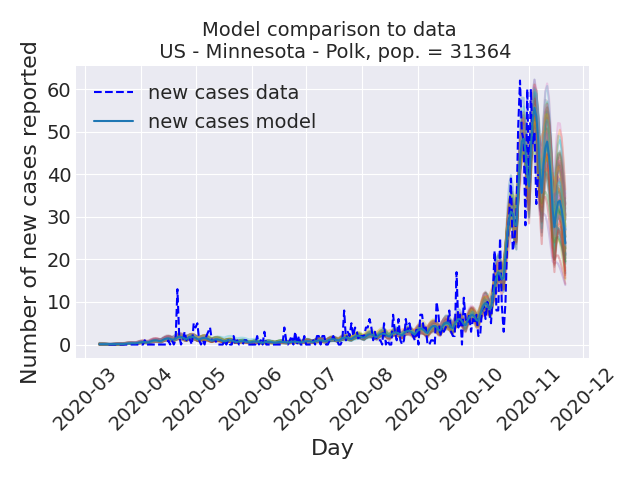 Model comparison to data
US - Minnesota - Polk, pop. = 31364
Number of new cases reported
60
50
40
30
20
10
0
new cases data
new cases model
2020-03
2020-04
2020-05
2020-06
2020-07
2020-08
2020-09
2020-10
2020-11
2020-12
Day